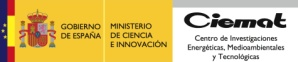 GOBIERNO
DE ESPAÑA
MINISTERIO
DE CIENCIA
E INNOVACIÓN
Ciemat
Centro de Investigaciones
Energéticas, Medioambientales
y Tecnológicas